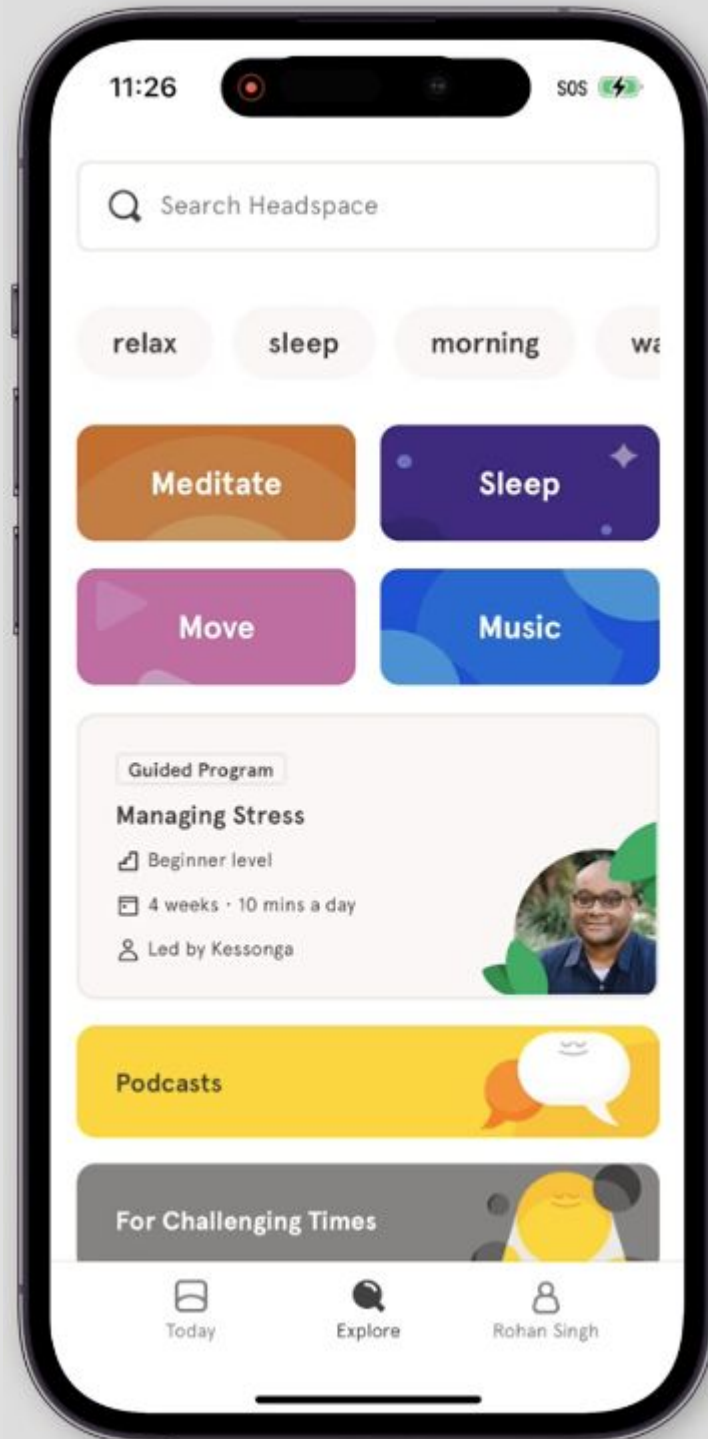 11:26
SOS
Search Headspace
relax sleep morning wa
Meditate Sleep
Move Music
Guided Program
Managing Stress
Beginner level
4 weeks · 10 mins a day
Led by Kessonga
Podcasts
For Challenging Times
Today Explore Rohan Singh